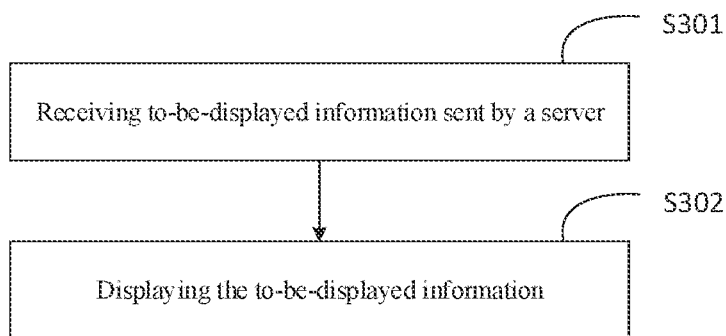 S301
Receiving to-be-displayed information sent by a server
S302
Displaying the to-be-displayed information